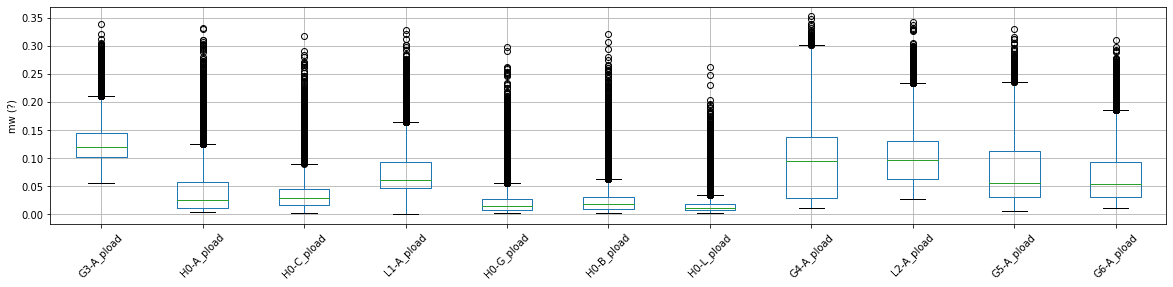 0.35
0.30
0.25
0.20
0.15
0.10
0.05
0.00
mw (?)
G3-A_pload
H0-A_pload
H0-C_pload
L1-A_pload
H0-G_pload
H0-B_pload
H0-L_pload
G4-A_pload
L2-A_pload
G5-A_pload
G6-A_pload